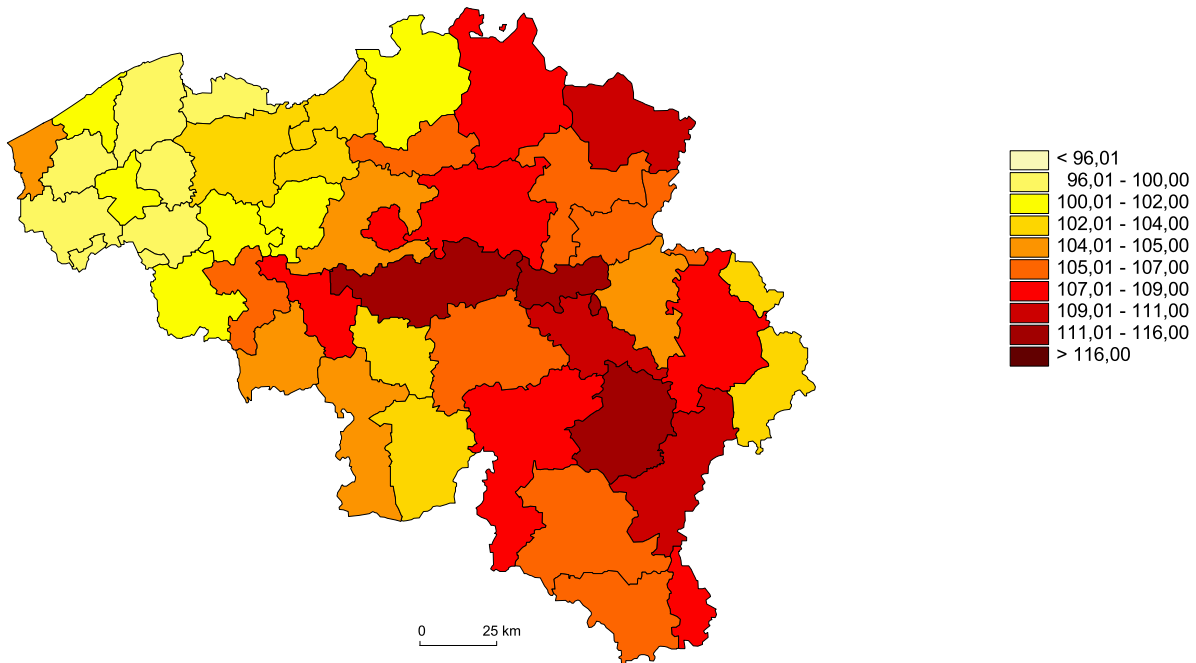 < 96,01
96,01 - 100,00
100,01 - 102,00
102,01 - 104,00
104,01 - 105,00
105,01 - 107,00
107,01 - 109,00
109,01 - 111,00
111,01 - 116,00
> 116,00
0 25 km